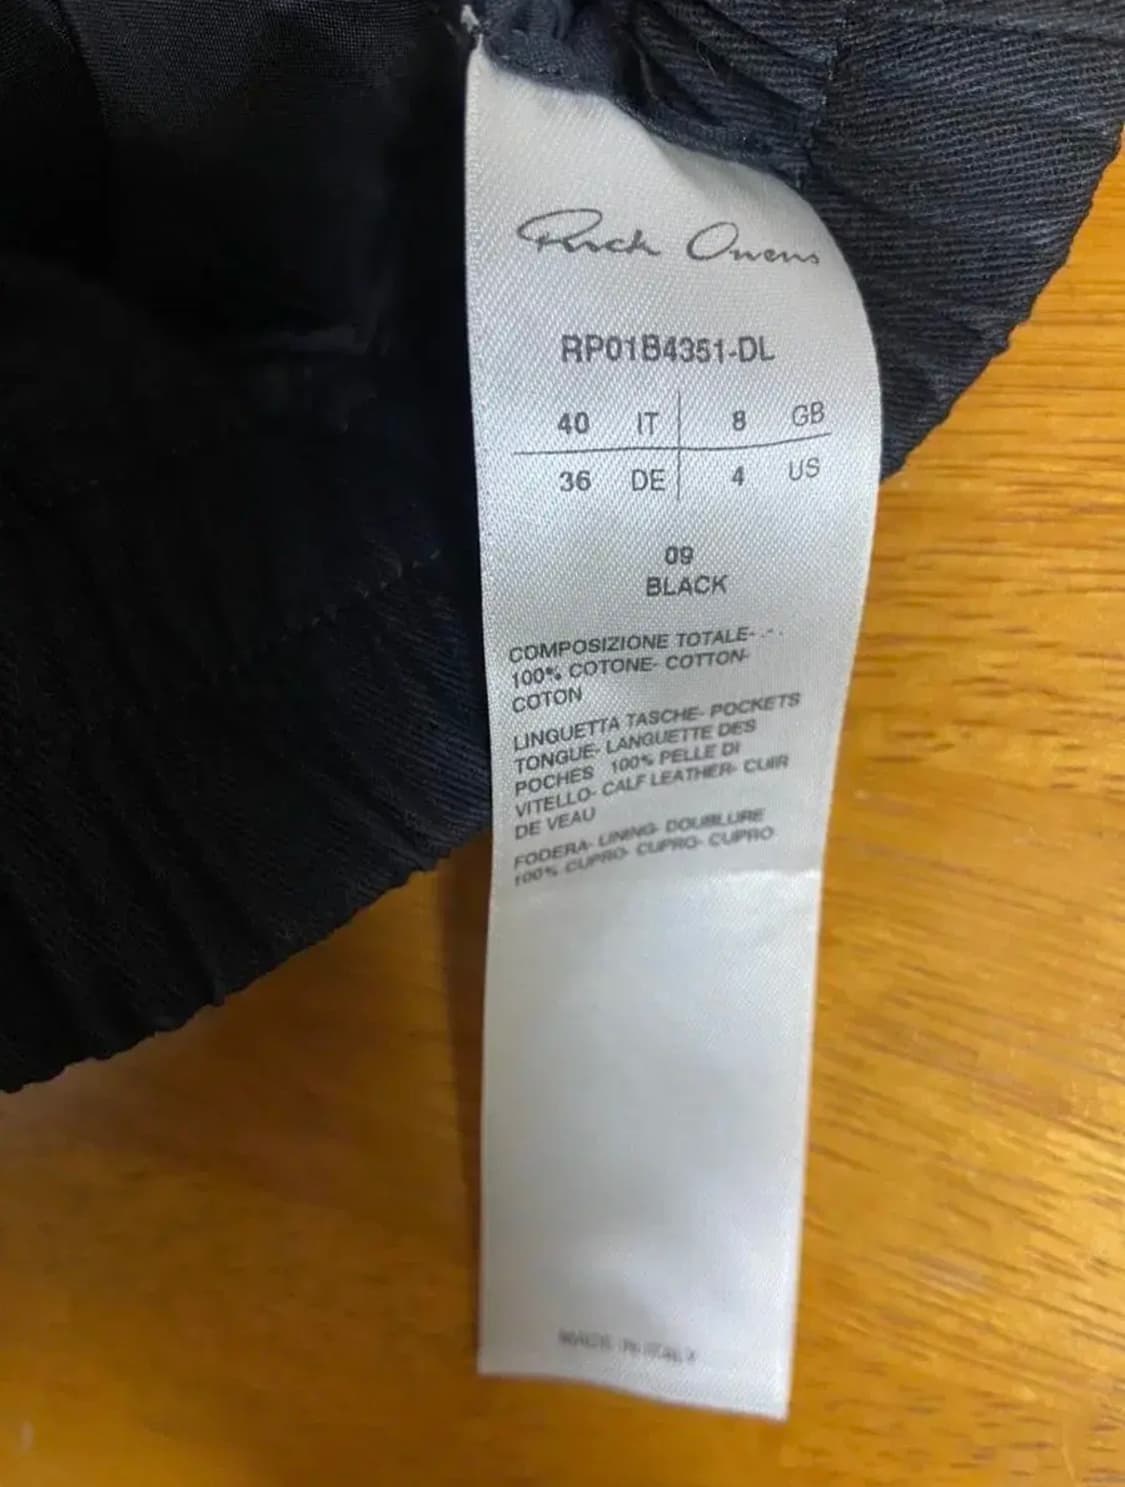 Rick Owens
RP01B4351-DL
40 IT 8 GB
36 DE 4 US
09
BLACK
COMPOSIZIONE TOTALE- - -
100% COTONE- COTTON-
COTON
LINGUETTA TASCHE- POCKETS
TONGUE- LANGUETTE DES
POCHES 100% PELLE DI
VITELLO- CALF LEATHER- CUIR
DE VEAU
FODERA- LINING- DOUBLURE
100% CUPRO- CUPRO- CUPRO
MADE IN ITALY